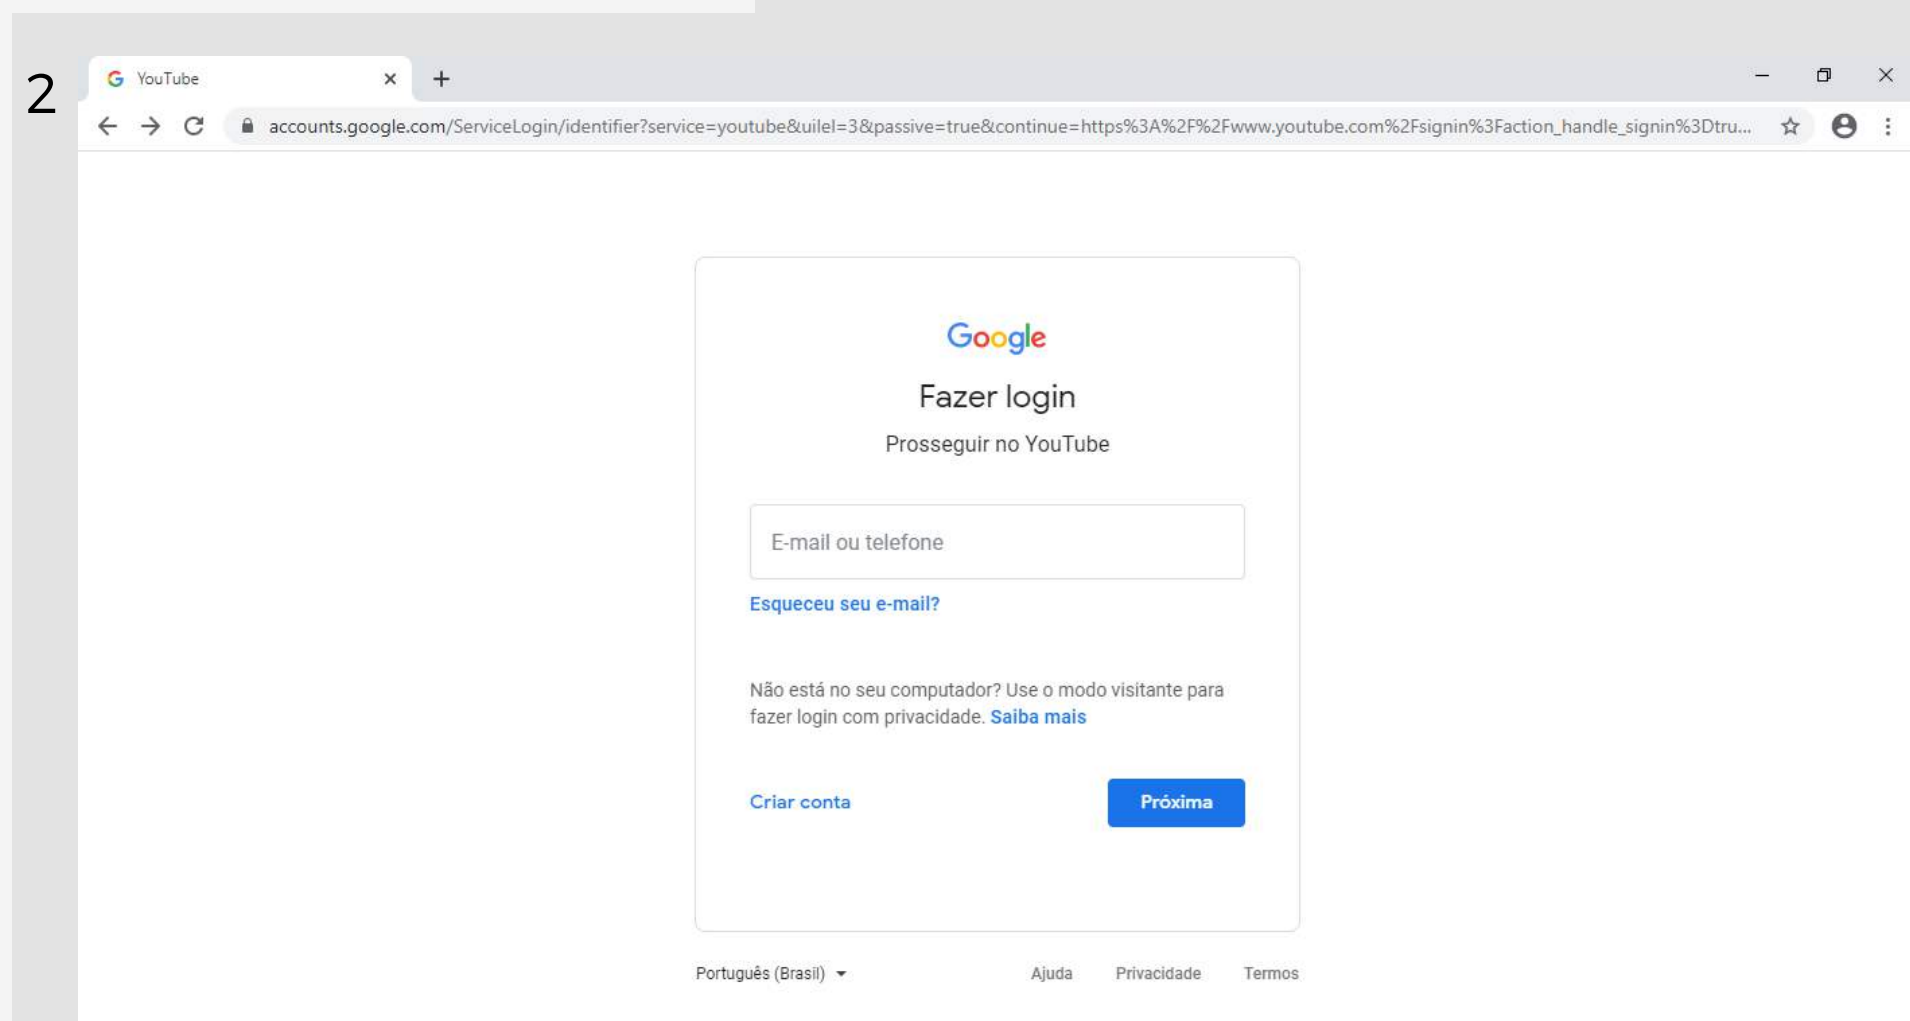 2
YouTube
accounts.google.com/ServiceLogin/identifier?service=youtube&uilel=3&passive=true&continue=https%3A%2F%2Fwww.youtube.com%2Fsignin%3Faction_handle_signin%3Dtru...
Google
Fazer login
Prosseguir no YouTube
E-mail ou telefone
Esqueceu seu e-mail?
Não está no seu computador? Use o modo visitante para
fazer login com privacidade. Saiba mais
Criar conta Próxima
Português (Brasil) Ajuda Privacidade Termos